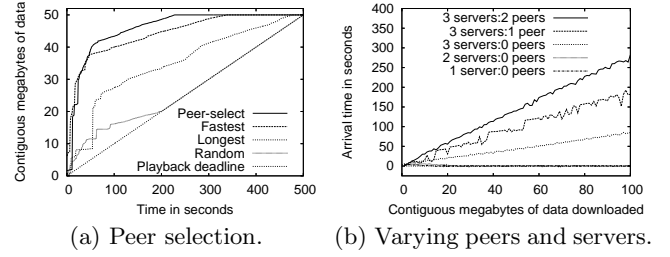 Contiguous megabytes of data
60
50
40
30
20
10
0
0 100 200 300 400 500
Time in seconds
Peer-select
Fastest
Longest
Random
Playback deadline
(a) Peer selection.
Arrival time in seconds
400
350
300
250
200
150
100
50
0
0 20 40 60 80 100
Contiguous megabytes of data downloaded
3 servers:2 peers
3 servers:1 peer
3 servers:0 peers
2 servers:0 peers
1 server:0 peers
(b) Varying peers and servers.